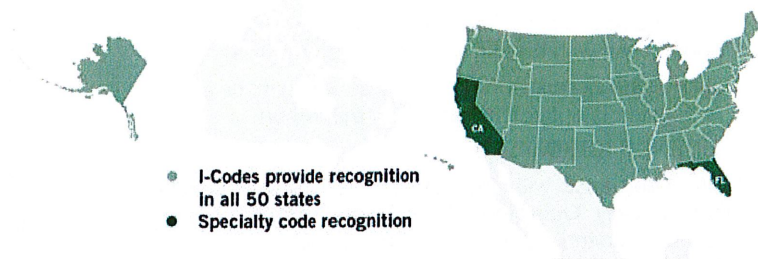 CA
FL
I-Codes provide recognition
In all 50 states
Specialty code recognition